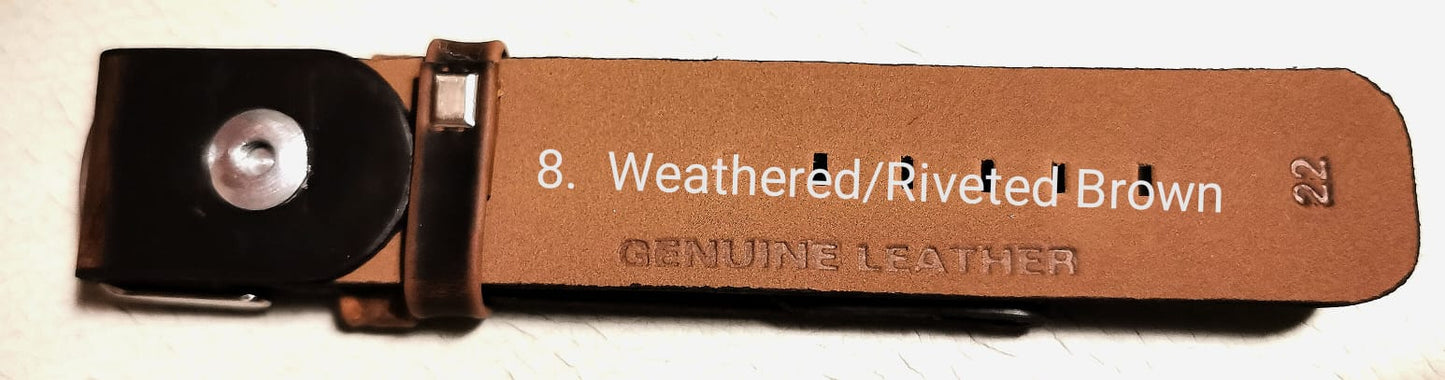 8. Weathered/Riveted Brown
22
GENUINE LEATHER